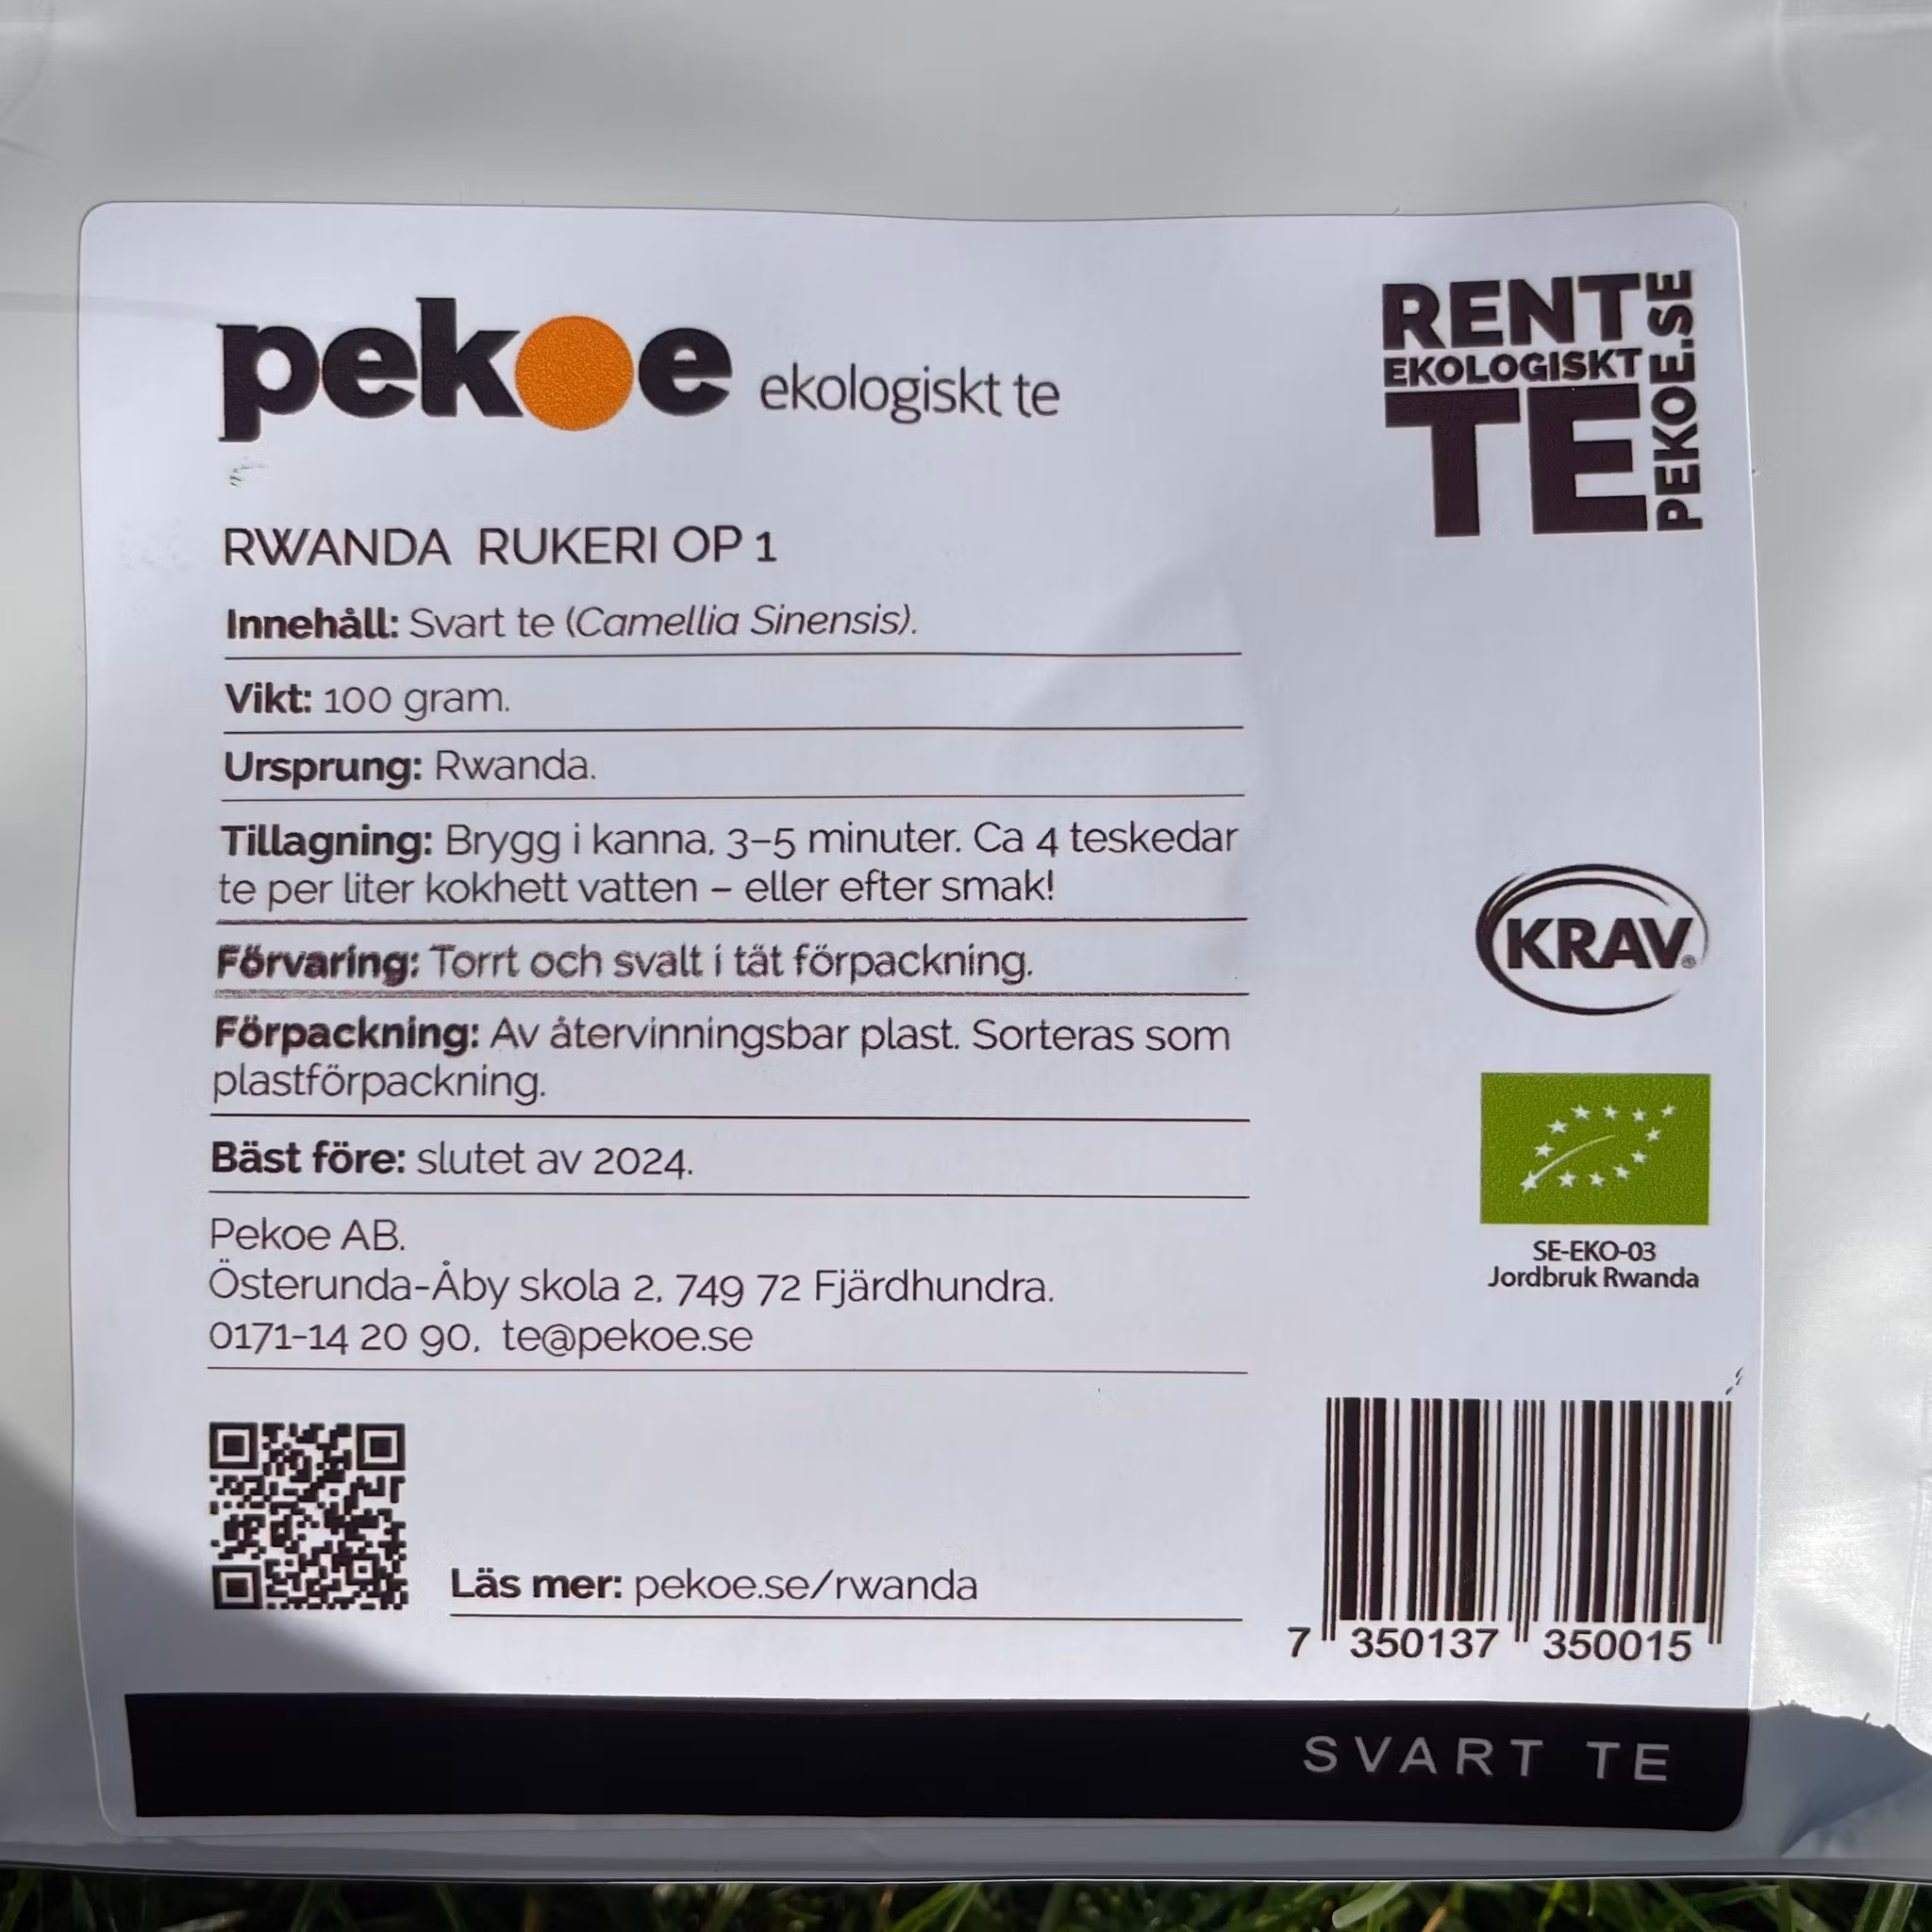 pekoe ekologiskt te
RENT
EKOLOGISKT
TE
PEKOE.SE
RWANDA RUKERI OP 1
Innehåll: Svart te (Camellia Sinensis).
Vikt: 100 gram.
Ursprung: Rwanda.
Tillagning: Brygg i kanna, 3–5 minuter. Ca 4 teskedar
te per liter kokhett vatten – eller efter smak!
Förvaring: Torrt och svalt i tät förpackning.
Förpackning: Av återvinningsbar plast. Sorteras som
plastförpackning.
Bäst före: slutet av 2024.
Pekoe AB.
Österunda-Åby skola 2, 749 72 Fjärdhundra.
0171-14 20 90, te@pekoe.se
KRAV®
SE-EKO-03
Jordbruk Rwanda
Läs mer: pekoe.se/rwanda
7 350137 350015
SVART TE